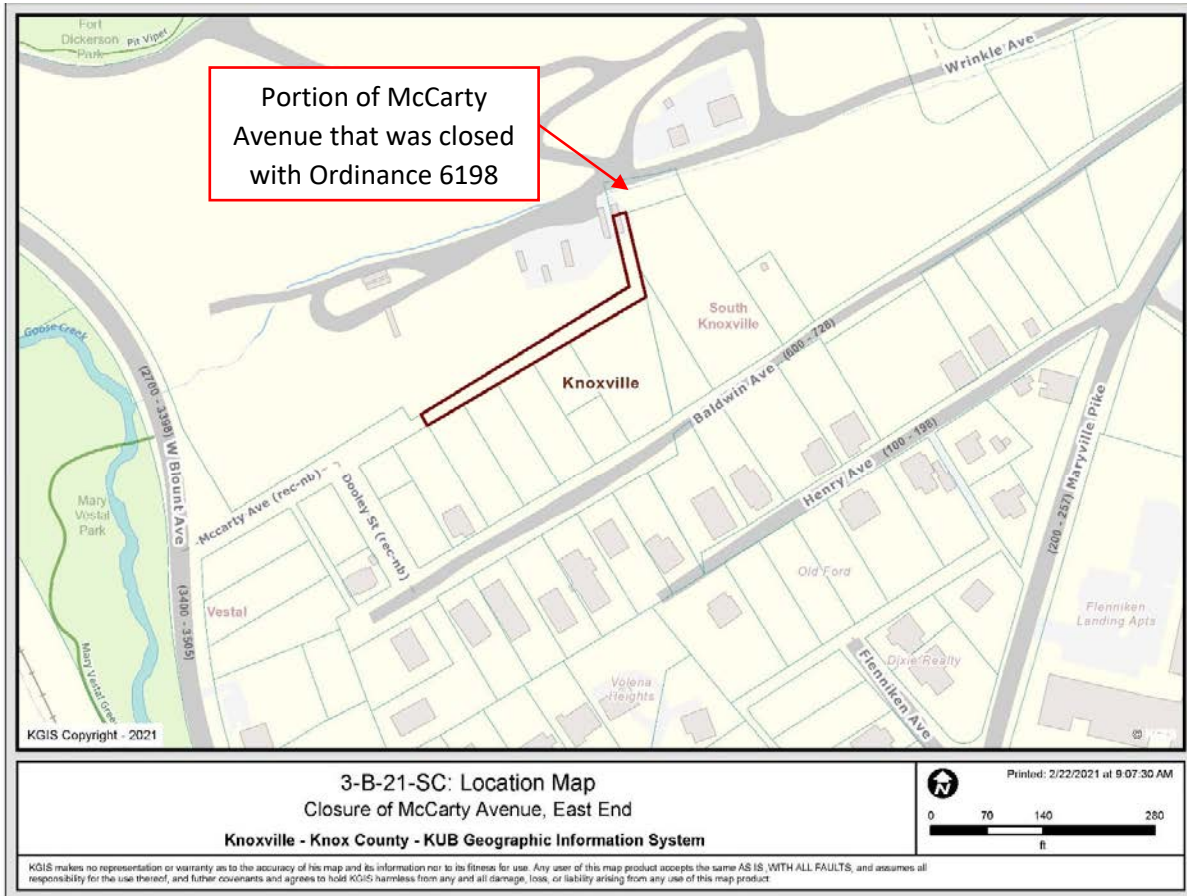 Fort
Dickerson
Park
Pit Viper
Wrinkle Ave
Portion of McCarty
Avenue that was closed
with Ordinance 6198
South
Knoxville
Goose Creek
Knoxville
Baldwin Ave (600 - 728)
(2700 - 3398) W Blount Ave (3400 - 3505)
Henry Ave (100 - 198)
(200 - 257) Maryville Pike
Mccarty Ave (rec-nb)
Dooley St (rec-nb)
Mary
Vestal
Park
Old Ford
Vestal
Flenniken
Landing Apts
Dixie Realty
Volena
Heights
Flenniken Ave
Mary Vestal Gree
KGIS Copyright - 2021
©
3-B-21-SC: Location Map
Closure of McCarty Avenue, East End
Knoxville - Knox County - KUB Geographic Information System
N
Printed: 2/22/2021 at 9:07:30 AM
0 70 140 280
ft
KGIS makes no representation or warranty as to the accuracy of his map and its information nor to its fitness for use. Any user of this map product accepts the same AS IS, WITH ALL FAULTS, and assumes all
responsibility for the use thereof, and futher covenants and agrees to hold KGIS harmless from any and all damage, loss, or liability arising from any use of this map product.